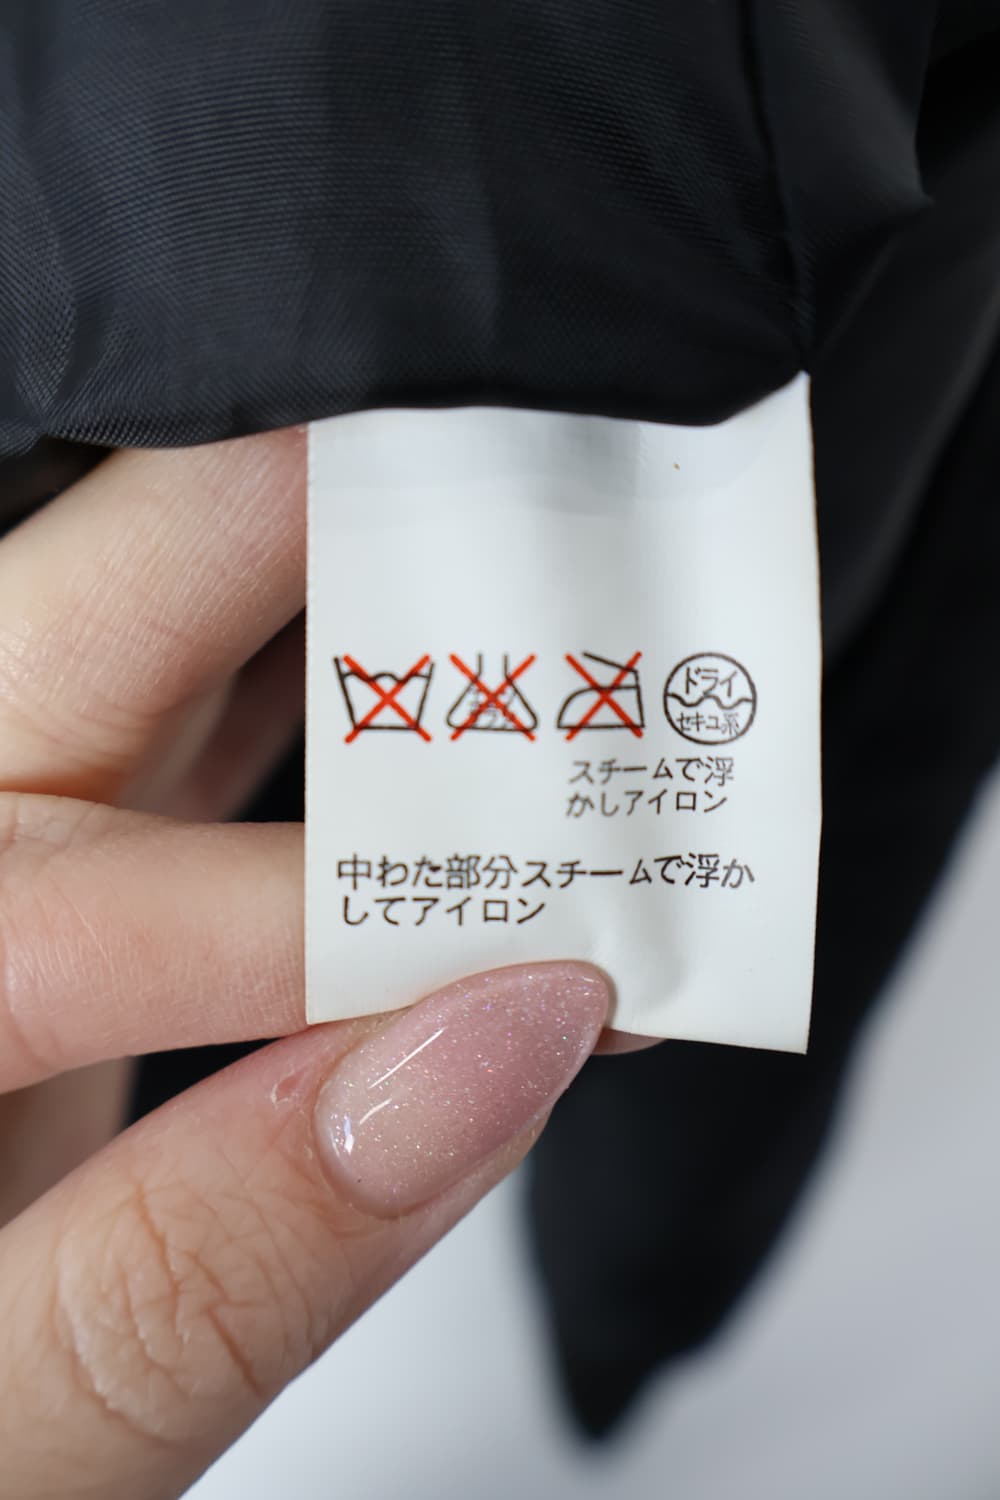 ドライ
セキユ系
スチームで浮
かしアイロン
中わた部分スチームで浮か
してアイロン